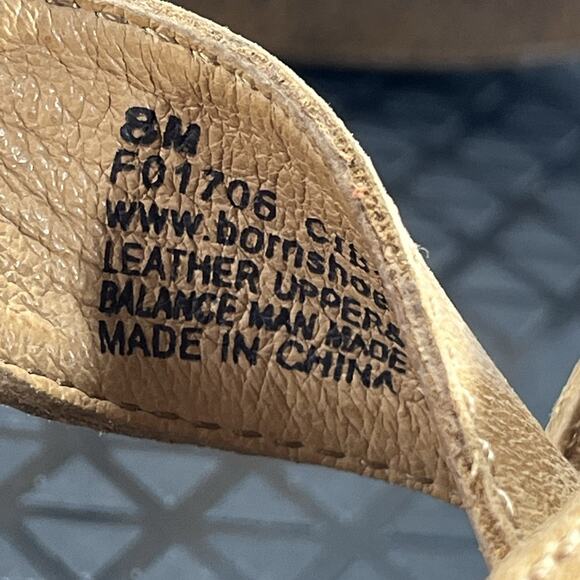 8M
F01706
www.bornshoe
LEATHER UPPER&
BALANCE MAN MADE
MADE IN CHINA